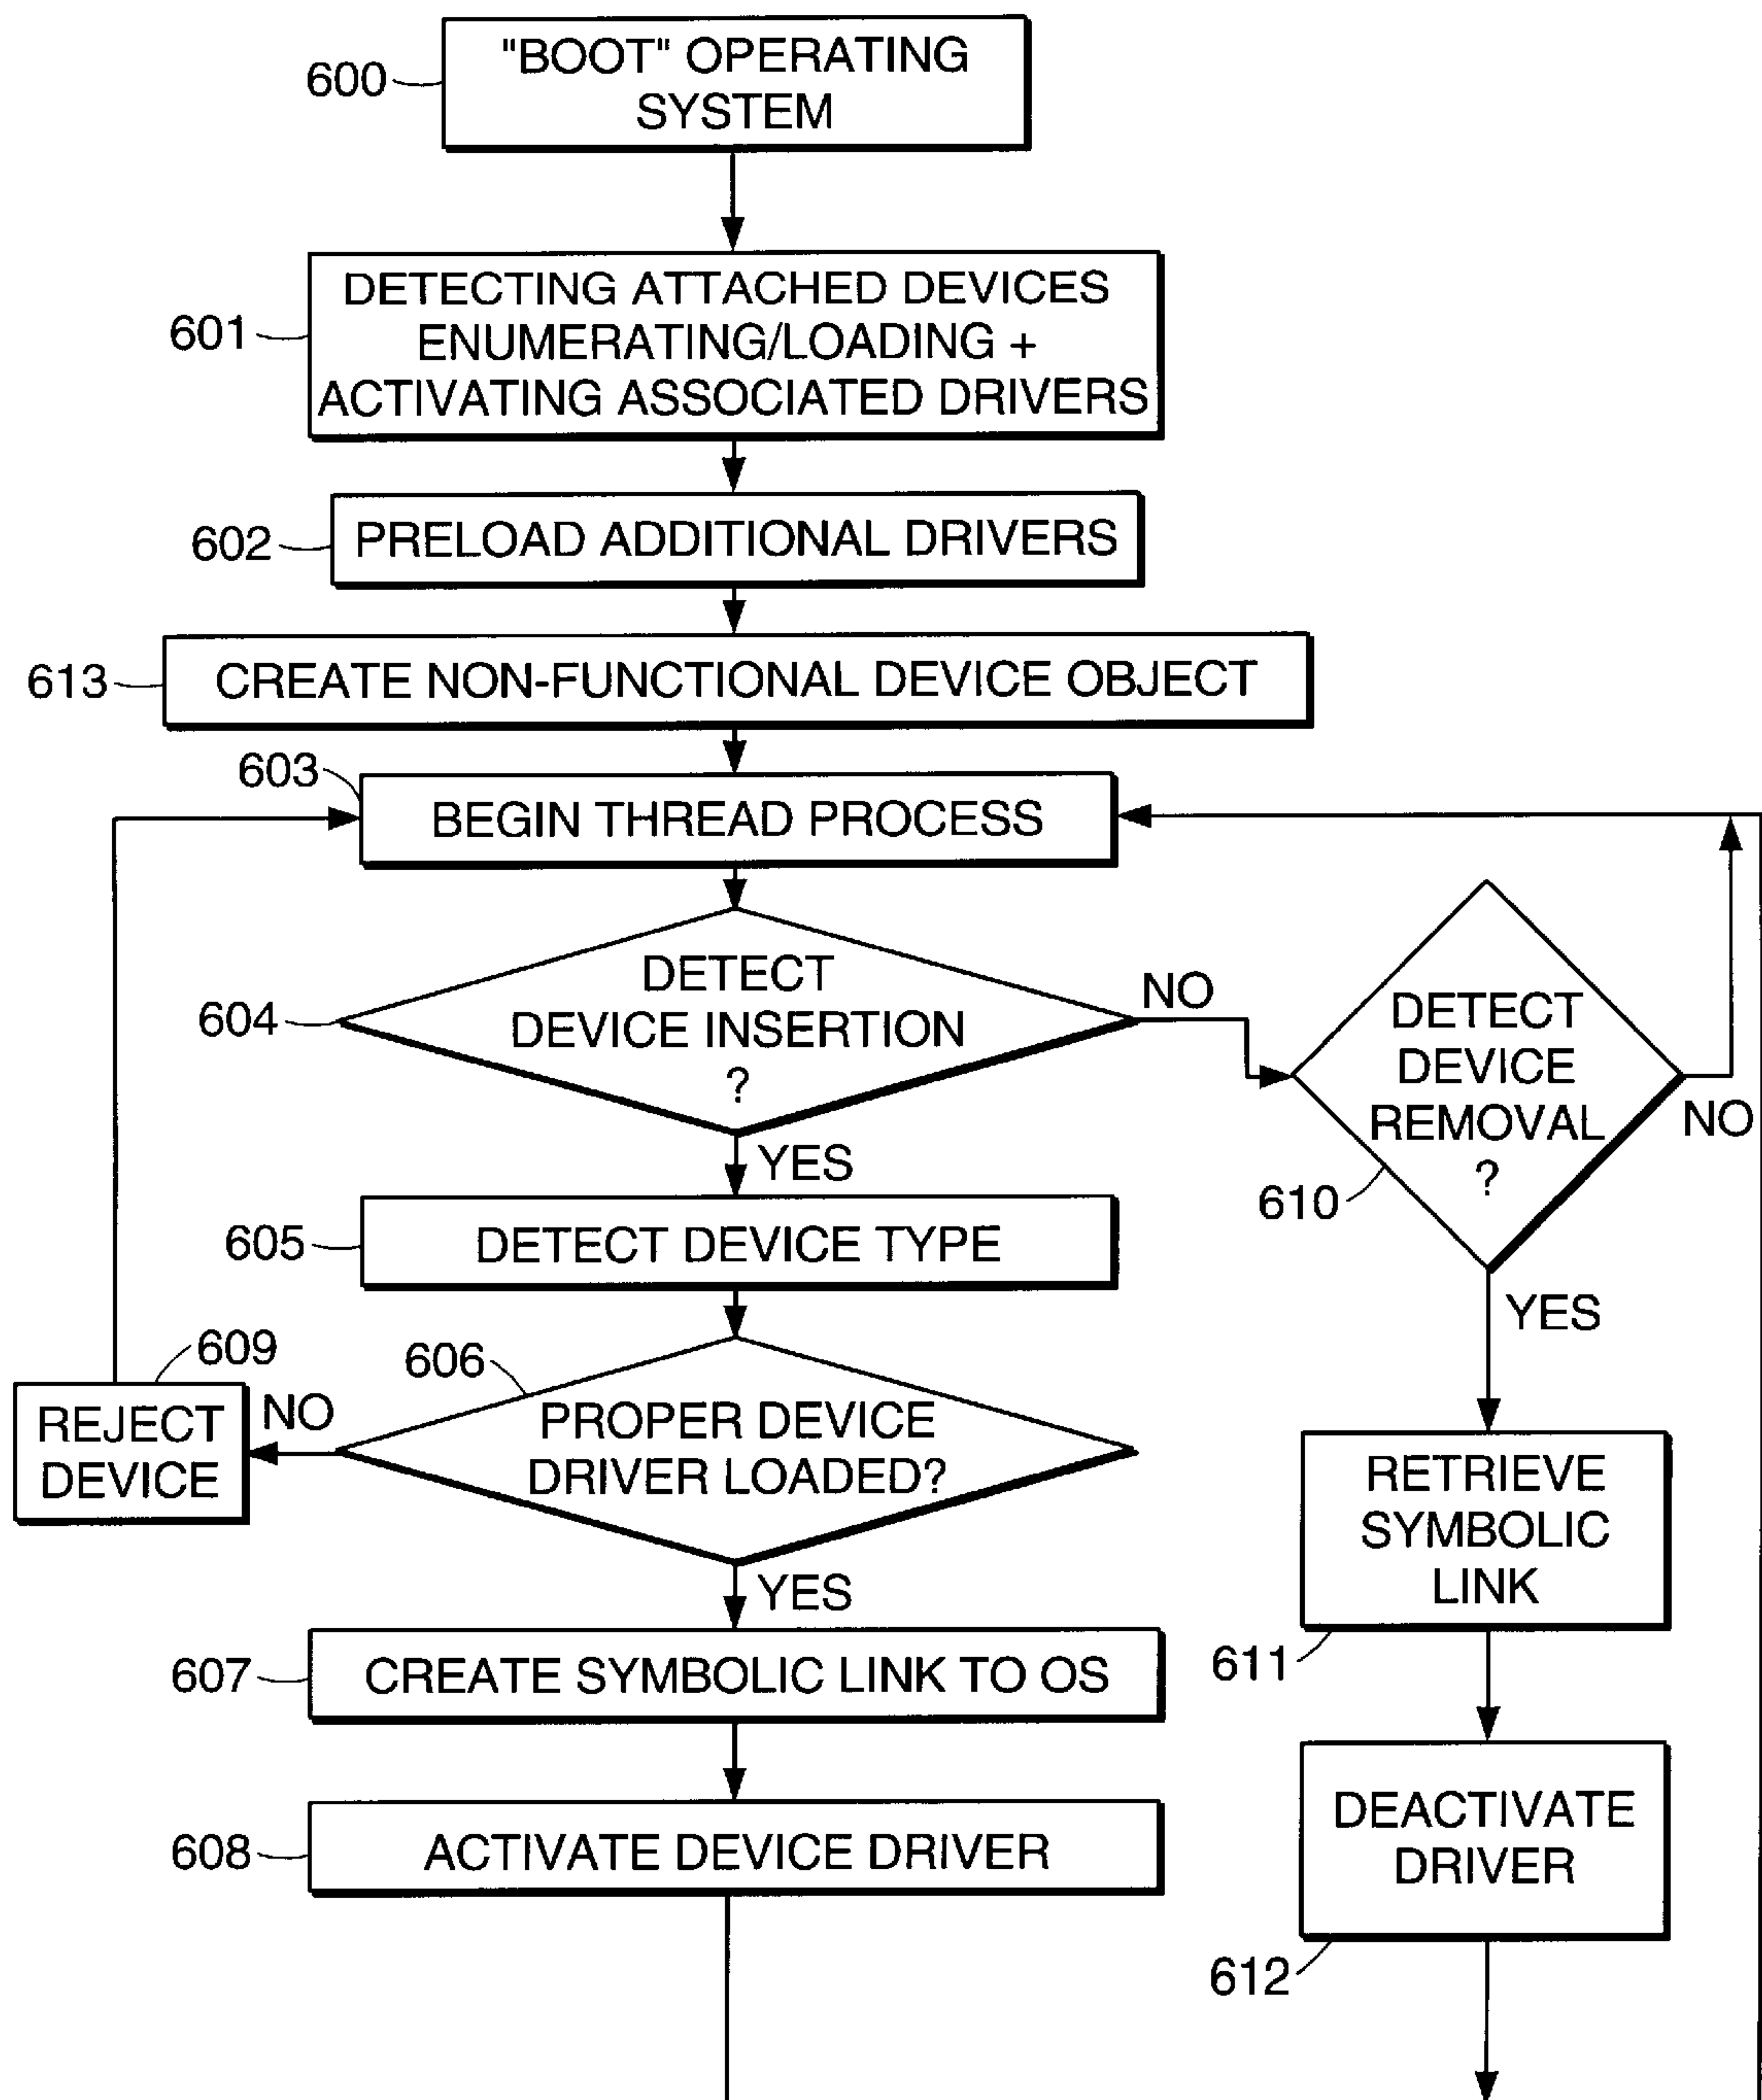 600
"BOOT" OPERATING
SYSTEM
601
DETECTING ATTACHED DEVICES
ENUMERATING/LOADING +
ACTIVATING ASSOCIATED DRIVERS
602
PRELOAD ADDITIONAL DRIVERS
613
CREATE NON-FUNCTIONAL DEVICE OBJECT
603
BEGIN THREAD PROCESS
604
DETECT
DEVICE INSERTION
?
NO
YES
DETECT
DEVICE
REMOVAL
?
NO
610
YES
605
DETECT DEVICE TYPE
606
PROPER DEVICE
DRIVER LOADED?
NO
609
REJECT
DEVICE
YES
607
CREATE SYMBOLIC LINK TO OS
608
ACTIVATE DEVICE DRIVER
RETRIEVE
SYMBOLIC
LINK
611
DEACTIVATE
DRIVER
612